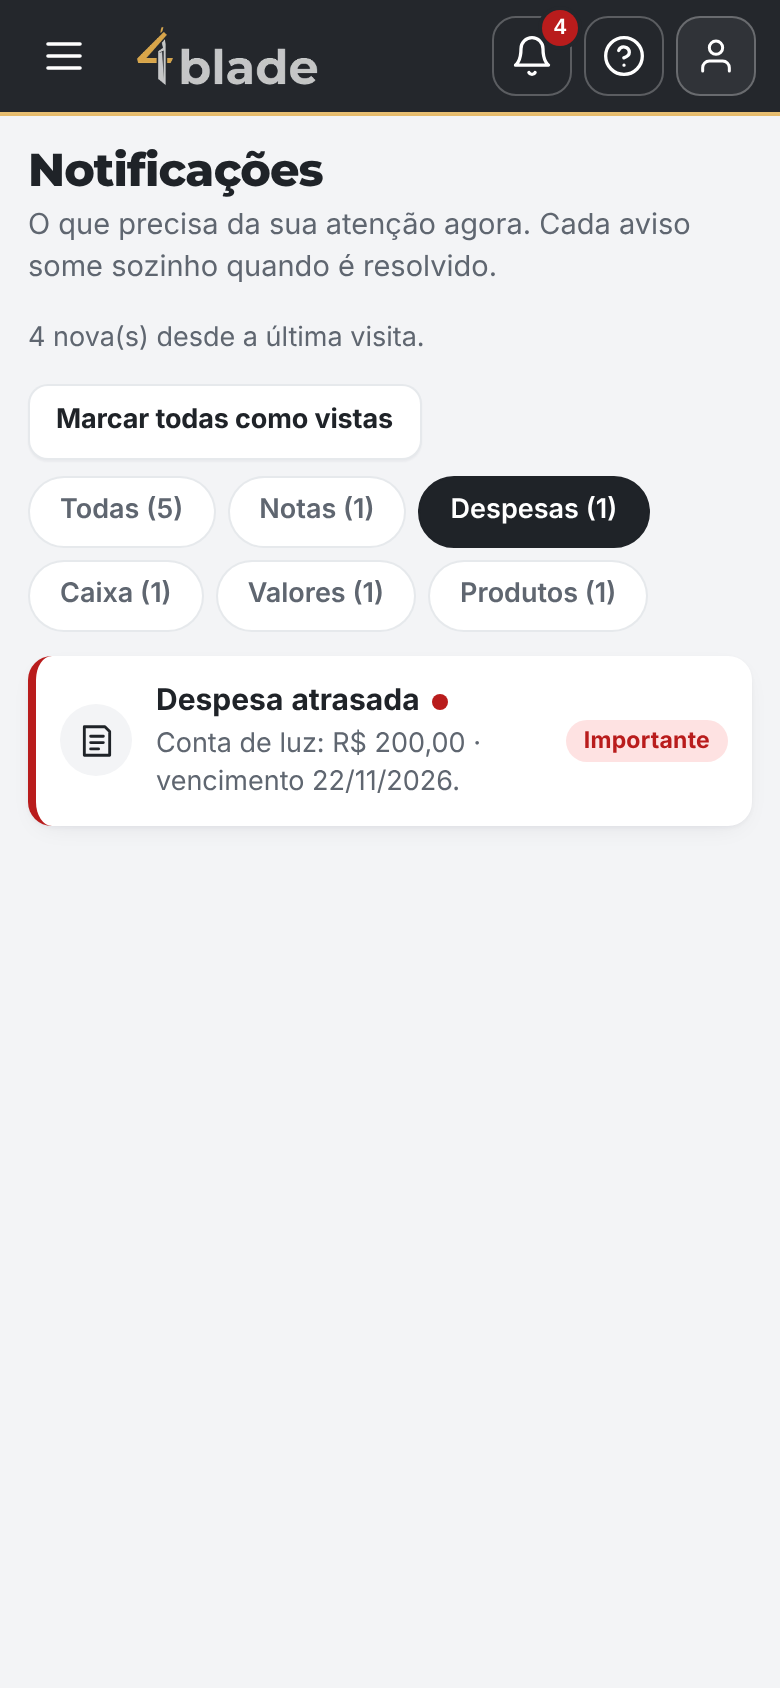 4blade
4
Notificações
O que precisa da sua atenção agora. Cada aviso
some sozinho quando é resolvido.
4 nova(s) desde a última visita.
Marcar todas como vistas
Todas (5)
Notas (1)
Despesas (1)
Caixa (1)
Valores (1)
Produtos (1)
Despesa atrasada
Conta de luz: R$ 200,00 ·
vencimento 22/11/2026.
Importante